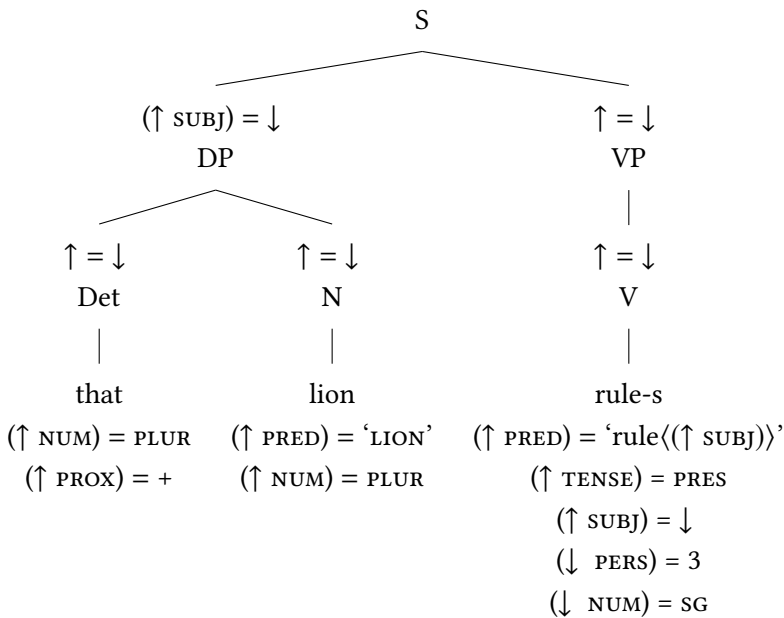 S
(↑ SUBJ) = ↓ ↑ = ↓
DP VP
↑ = ↓ ↑ = ↓ ↑ = ↓
Det N V
that lion rule-s
(↑ NUM) = PLUR (↑ PRED) = ‘LION’ (↑ PRED) = ‘rule⟨(↑ SUBJ)⟩’
(↑ PROX) = + (↑ NUM) = PLUR (↑ TENSE) = PRES
(↑ SUBJ) = ↓
(↓ PERS) = 3
(↓ NUM) = SG